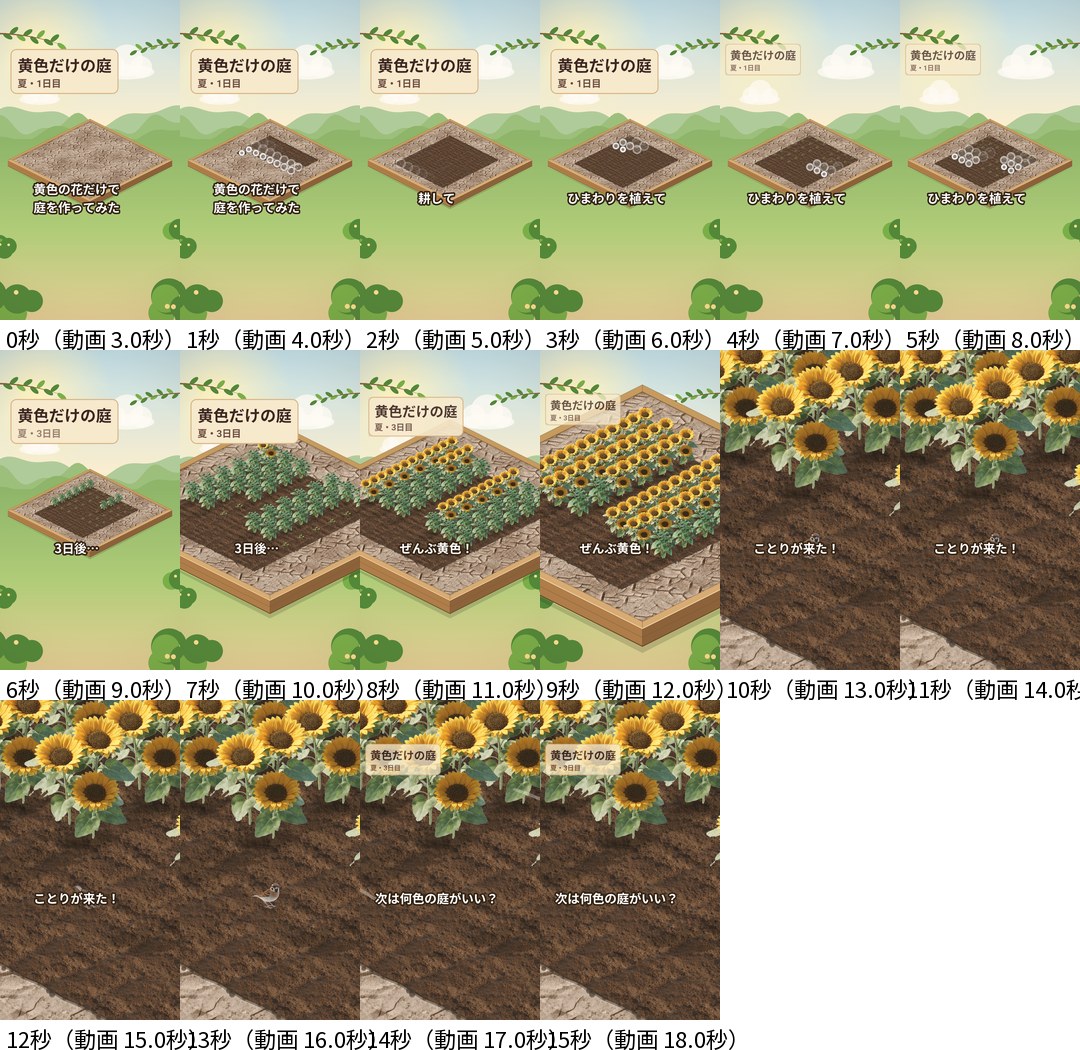 黄色だけの庭
夏・1日目
黄色の花だけで
庭を作ってみた
0秒（動画 3.0秒）
黄色だけの庭
夏・1日目
黄色の花だけで
庭を作ってみた
1秒（動画 4.0秒）
黄色だけの庭
夏・1日目
耕して
2秒（動画 5.0秒）
黄色だけの庭
夏・1日目
ひまわりを植えて
3秒（動画 6.0秒）
黄色だけの庭
夏・1日目
ひまわりを植えて
4秒（動画 7.0秒）
黄色だけの庭
夏・1日目
ひまわりを植えて
5秒（動画 8.0秒）
黄色だけの庭
夏・3日目
3日後…
6秒（動画 9.0秒）
黄色だけの庭
夏・3日目
3日後…
7秒（動画 10.0秒）
黄色だけの庭
夏・3日目
ぜんぶ黄色！
8秒（動画 11.0秒）
黄色だけの庭
夏・3日目
ぜんぶ黄色！
9秒（動画 12.0秒）
ことりが来た！
10秒（動画 13.0秒）
ことりが来た！
11秒（動画 14.0秒
ことりが来た！
12秒（動画 15.0秒）
13秒（動画 16.0秒）
黄色だけの庭
夏・3日目
次は何色の庭がいい？
14秒（動画 17.0秒）
黄色だけの庭
夏・3日目
次は何色の庭がいい？
15秒（動画 18.0秒）